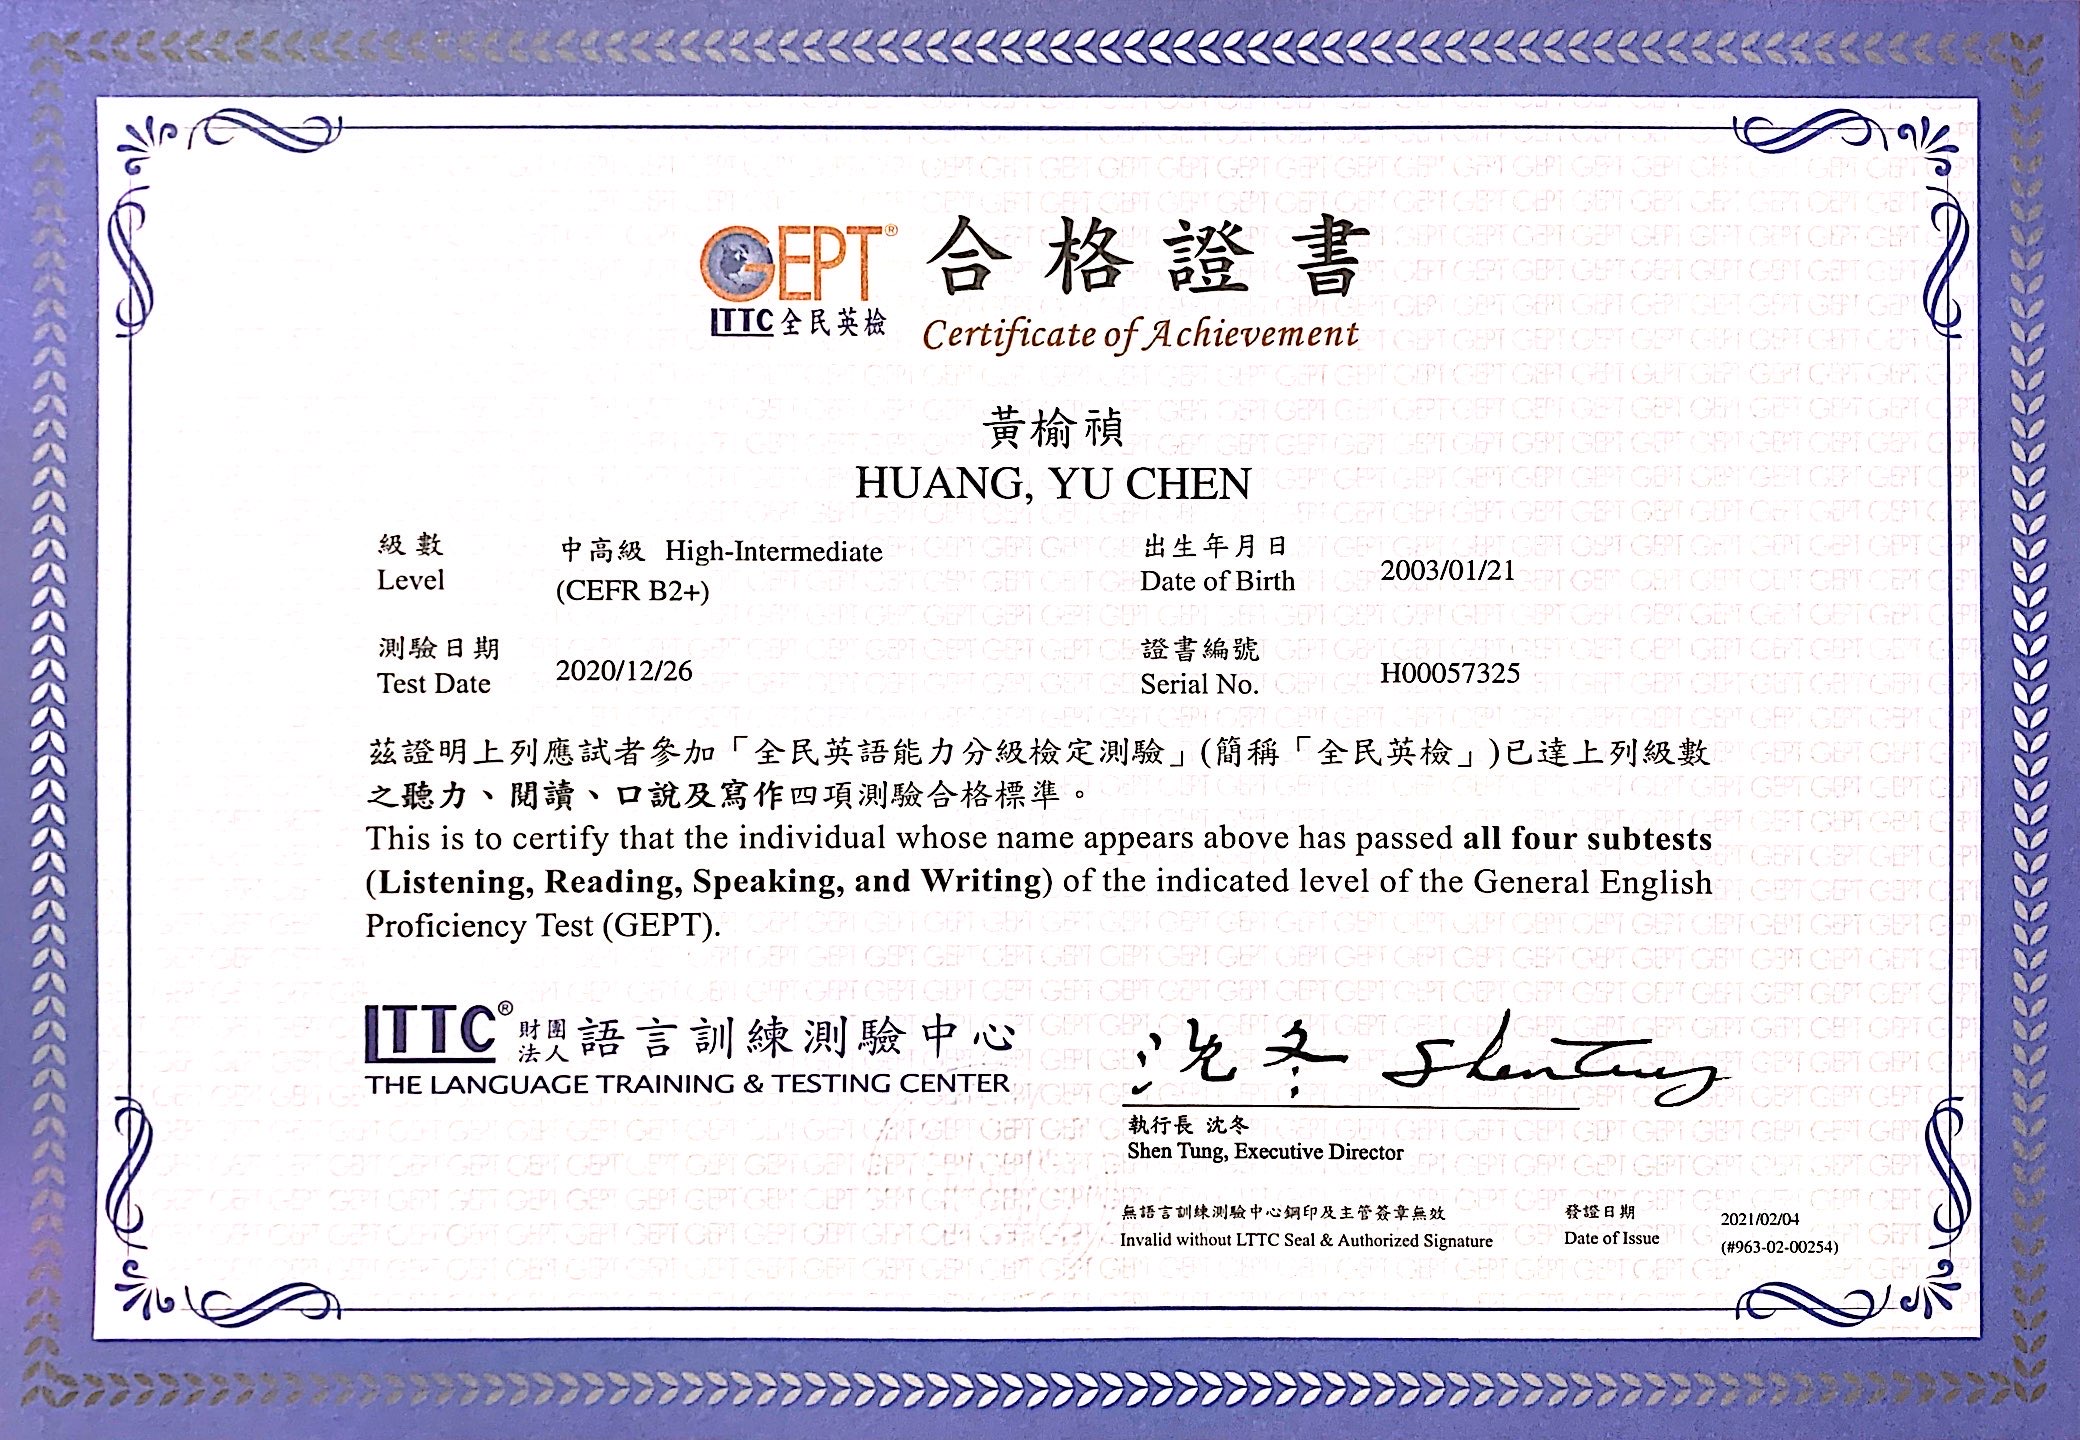 GEPT® 合格證書
LTTC 全民英檢
Certificate of Achievement
黃榆禎
HUANG, YU CHEN
級數
Level
中高級 High-Intermediate
(CEFR B2+)
出生年月日
Date of Birth
2003/01/21
測驗日期
Test Date
2020/12/26
證書編號
Serial No.
H00057325
茲證明上列應試者參加「全民英語能力分級檢定測驗」(簡稱「全民英檢」)已達上列級數
之聽力、閱讀、口說及寫作四項測驗合格標準。
This is to certify that the individual whose name appears above has passed all four subtests
(Listening, Reading, Speaking, and Writing) of the indicated level of the General English
Proficiency Test (GEPT).
LTTC® 財團法人 語言訓練測驗中心
THE LANGUAGE TRAINING & TESTING CENTER
沈冬 Shen Tung
執行長 沈冬
Shen Tung, Executive Director
無語言訓練測驗中心鋼印及主管簽章無效
Invalid without LTTC Seal & Authorized Signature
發證日期
Date of Issue
2021/02/04
(#963-02-00254)